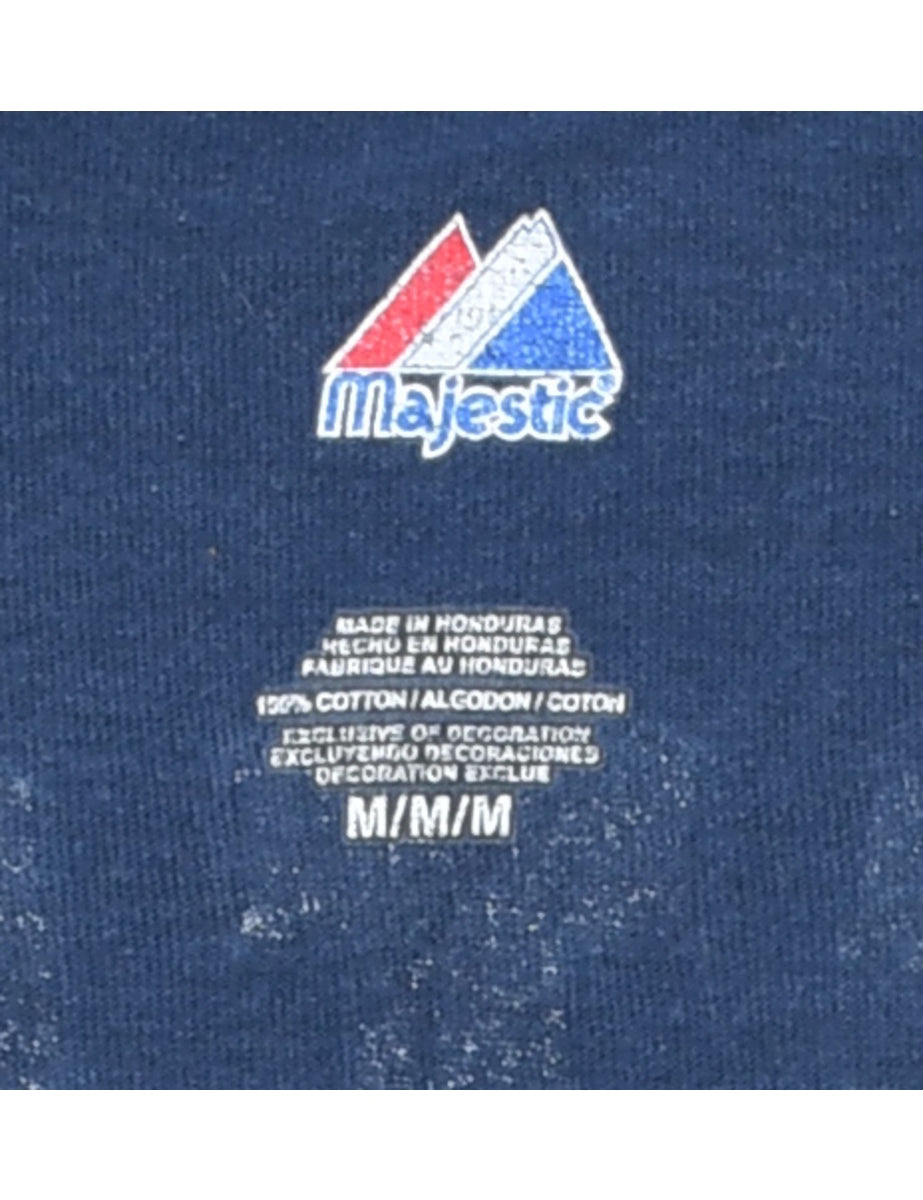 Majestic®
MADE IN HONDURAS
HECHO EN HONDURAS
FABRIQUE AU HONDURAS
100% COTTON / ALGODON / COTON
EXCLUSIVE OF DECORATION
EXCLUYENDO DECORACIONES
DECORATION EXCLUE
M/M/M